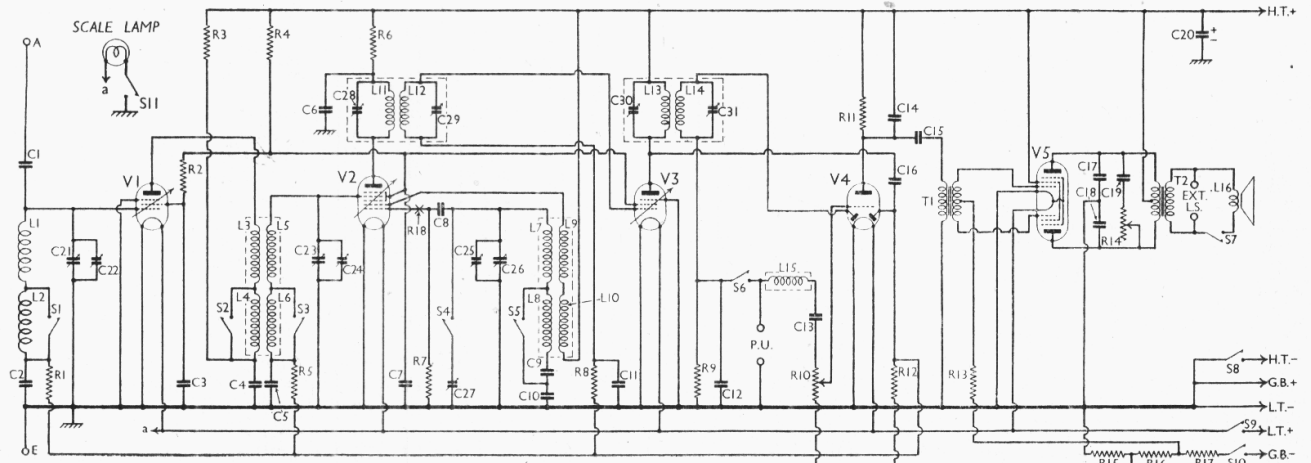 H.T.+
SCALE LAMP
R3
R4
R6
C20
+
−
A
a
S11
C28
L11
L12
C29
C6
C30
L13
L14
C31
R11
C14
C15
C1
R2
V1
V2
V3
V4
V5
C16
C17
C18
C19
T1
T2
EXT.
LS.
L16
S7
R14
R18
C8
L1
C21
C22
L3
L5
C23
C24
C25
C26
L7
L9
L2
S1
S2
L4
L6
S3
S4
S5
L8
L10
S6
L15
P.U.
C13
C2
R1
C3
C4
C5
R5
C7
R7
C27
C9
C10
R8
C11
R9
C12
R10
R12
R13
S8
H.T.−
G.B.+
L.T.−
a
S9
L.T.+
E
R15
R16
R17
S10
G.B.−